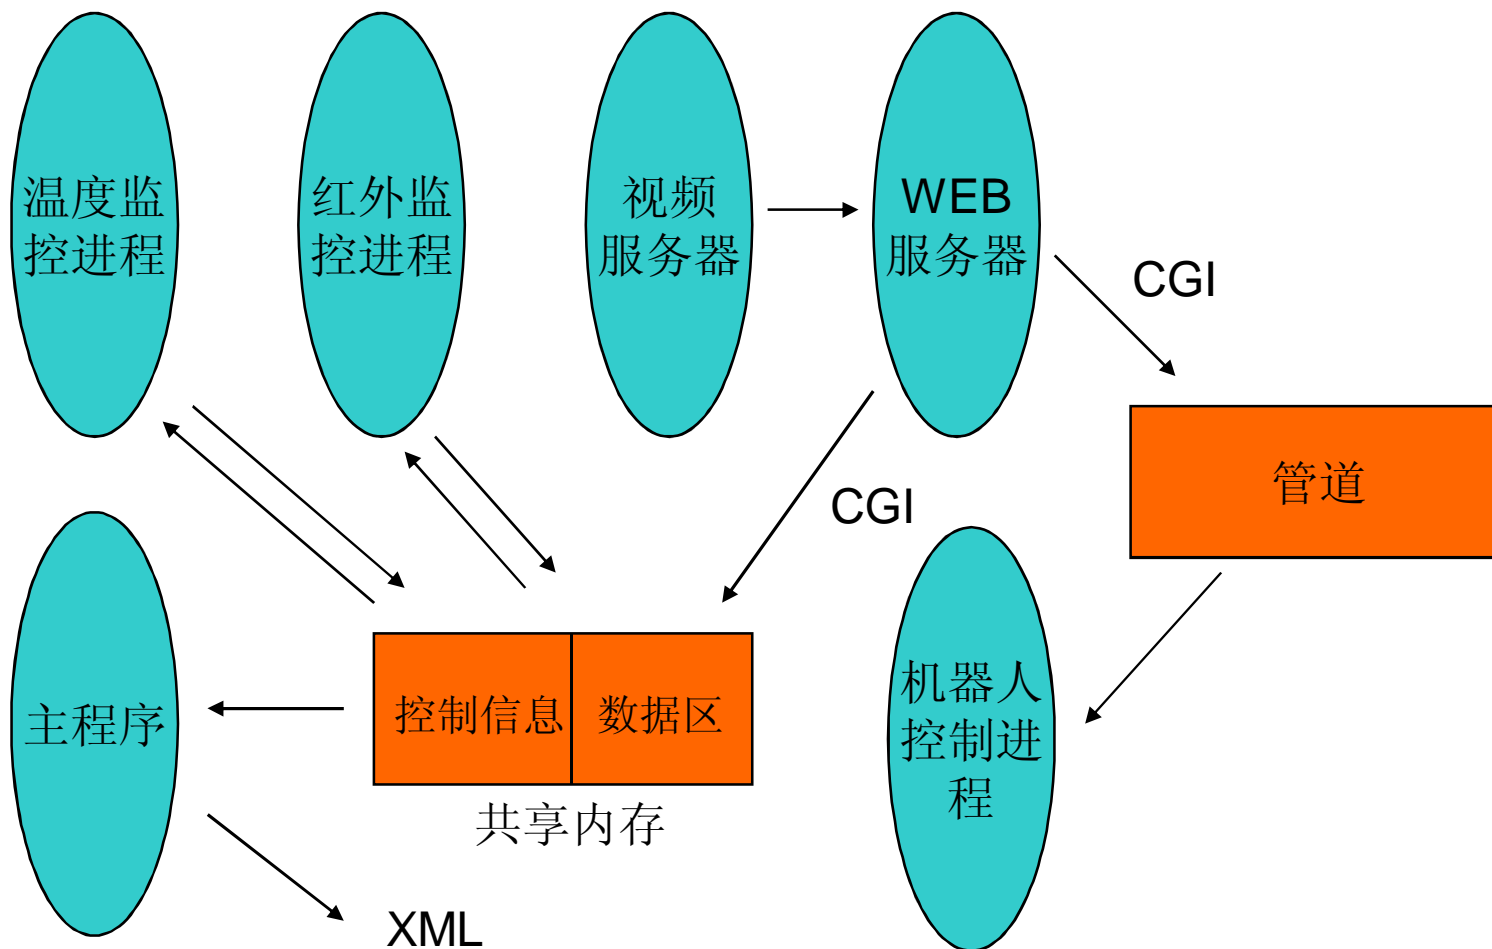 温度监
控进程
红外监
控进程
视频
服务器
WEB
服务器
CGI
管道
CGI
主程序
控制信息
数据区
共享内存
机器人
控制进
程
XML